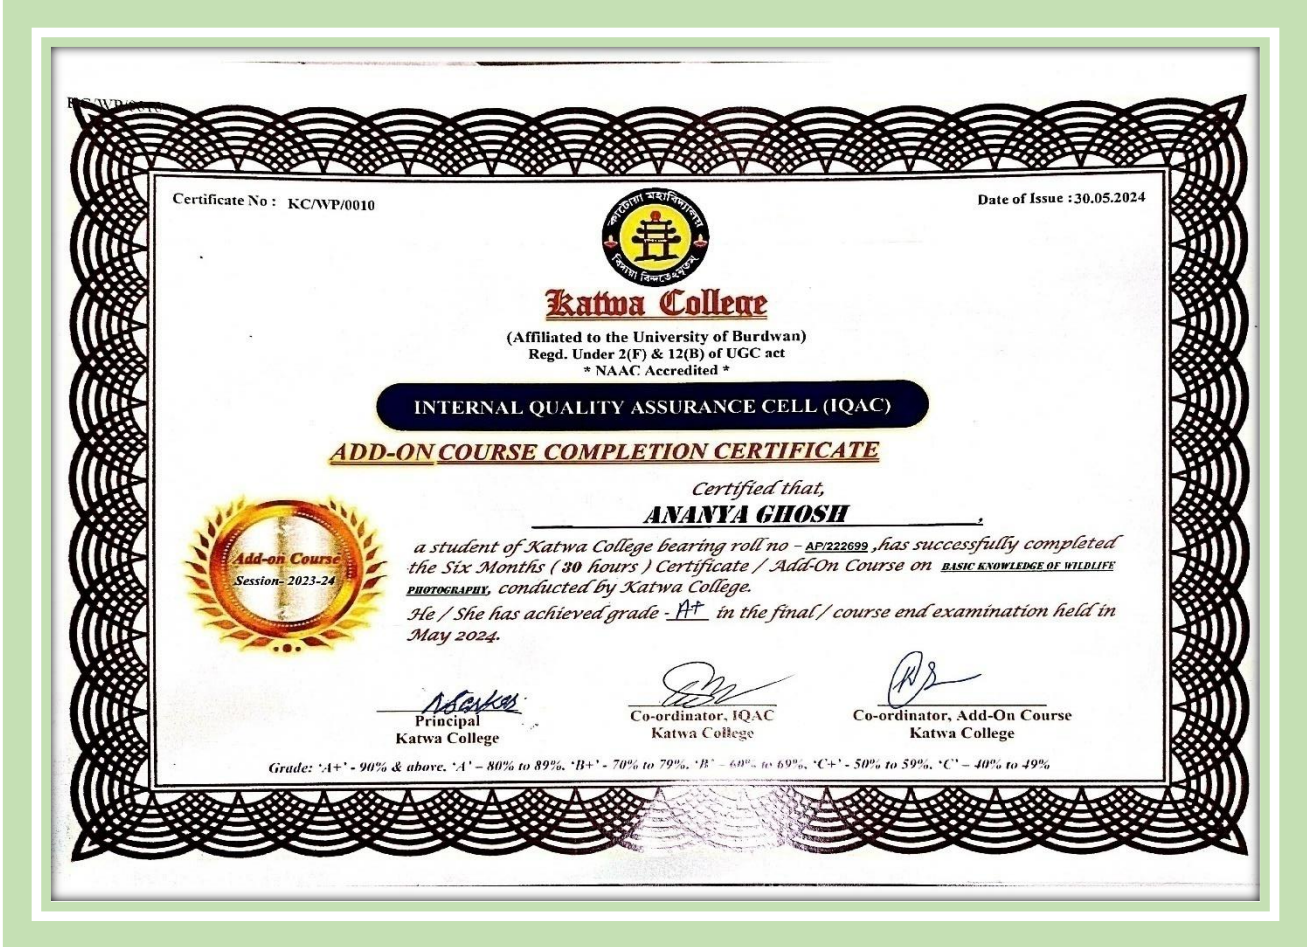 KC/WP/0010
Certificate No : KC/WP/0010
Date of Issue :30.05.2024
কাটোয়া মহাবিদ্যালয়
Katwa College
(Affiliated to the University of Burdwan)
Regd. Under 2(F) & 12(B) of UGC act
* NAAC Accredited *
INTERNAL QUALITY ASSURANCE CELL (IQAC)
ADD-ON COURSE COMPLETION CERTIFICATE
Certified that,
ANANYA GHOSH ,
Add-on Course
Session- 2023-24
a student of Katwa College bearing roll no – AP/222699 ,has successfully completed
the Six Months ( 30 hours ) Certificate / Add-On Course on BASIC KNOWLEDGE OF WILDLIFE
PHOTOGRAPHY, conducted by Katwa College.
He / She has achieved grade - A+ in the final / course end examination held in
May 2024.
Principal
Katwa College
Co-ordinator, IQAC
Katwa College
Co-ordinator, Add-On Course
Katwa College
Grade: 'A+' - 90% & above, 'A' – 80% to 89%, 'B+' - 70% to 79%, 'B' – 60% to 69%, 'C+' - 50% to 59%, 'C' – 40% to 49%